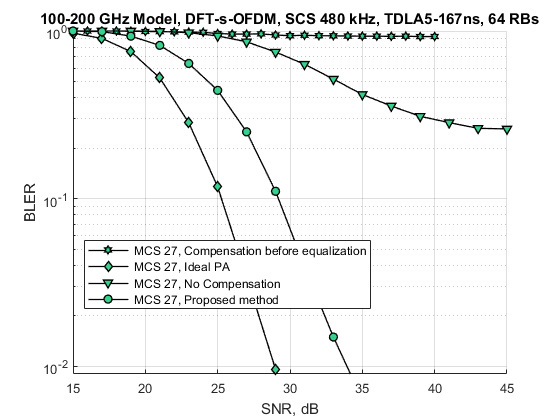 100-200 GHz Model, DFT-s-OFDM, SCS 480 kHz, TDLA5-167ns, 64 RBs
10^0
10^-1
10^-2
BLER
MCS 27, Compensation before equalization
MCS 27, Ideal PA
MCS 27, No Compensation
MCS 27, Proposed method
15 20 25 30 35 40 45
SNR, dB